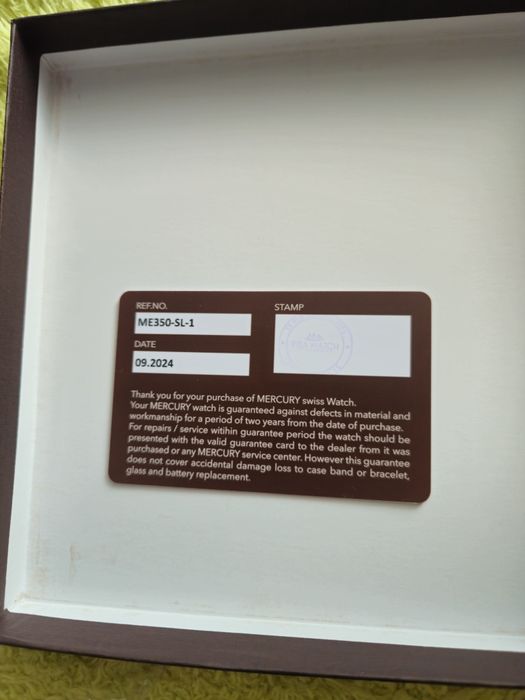 REF.NO.
ME350-SL-1
DATE
09.2024
STAMP
WATCH
Thank you for your purchase of MERCURY swiss Watch.
Your MERCURY watch is guaranteed against defects in material and
workmanship for a period of two years from the date of purchase.
For repairs / service witihin guarantee period the watch should be
presented with the valid guarantee card to the dealer from it was
purchased or any MERCURY service center. However this guarantee
does not cover accidental damage loss to case band or bracelet,
glass and battery replacement.